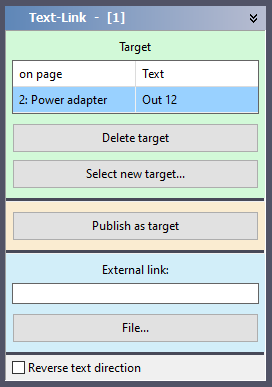 Text-Link - [1]
Target
on page Text
2: Power adapter Out 12
Delete target
Select new target...
Publish as target
External link:
File...
Reverse text direction